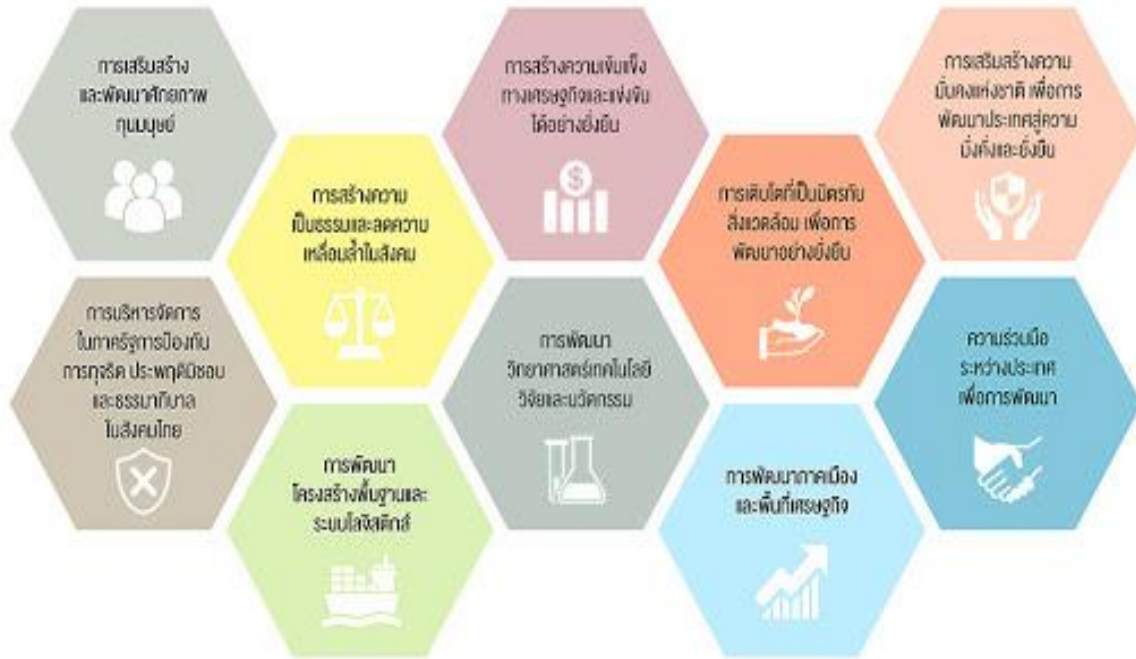 การเสริมสร้าง
และพัฒนาศักยภาพ
ทุนมนุษย์
การสร้างความ
เป็นธรรมและลดความ
เหลื่อมล้ำในสังคม
การสร้างความเข้มแข็ง
ทางเศรษฐกิจและแข่งขัน
ได้อย่างยั่งยืน
การเติบโตที่เป็นมิตรกับ
สิ่งแวดล้อม เพื่อการ
พัฒนาอย่างยั่งยืน
การเสริมสร้างความ
มั่นคงแห่งชาติ เพื่อการ
พัฒนาประเทศสู่ความ
มั่งคั่งและยั่งยืน
การบริหารจัดการ
ในภาครัฐการป้องกัน
การทุจริต ประพฤติมิชอบ
และธรรมาภิบาล
ในสังคมไทย
การพัฒนา
โครงสร้างพื้นฐานและ
ระบบโลจิสติกส์
การพัฒนา
วิทยาศาสตร์เทคโนโลยี
วิจัยและนวัตกรรม
การพัฒนาภาคเมือง
และพื้นที่เศรษฐกิจ
ความร่วมมือ
ระหว่างประเทศ
เพื่อการพัฒนา